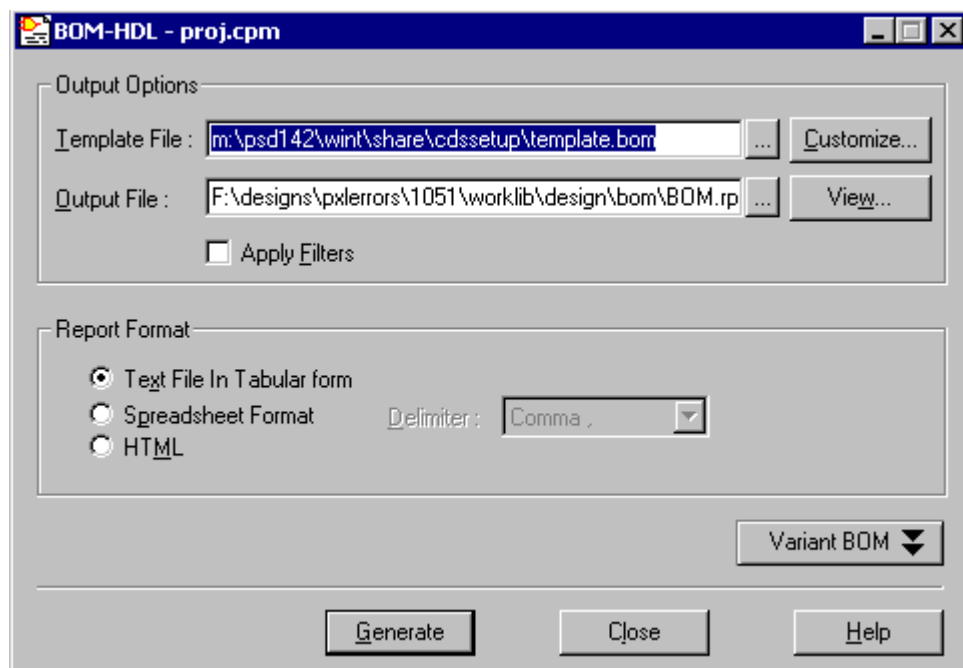 BOM-HDL - proj.cpm
Output Options
Template File : m:\psd142\wint\share\cdssetup\template.bom ... Customize...
Output File : F:\designs\pxlerrors\1051\worklib\design\bom\BOM.rp ... View...
Apply Filters
Report Format
Text File In Tabular form
Spreadsheet Format Delimiter : Comma ,
HTML
Variant BOM
Generate Close Help